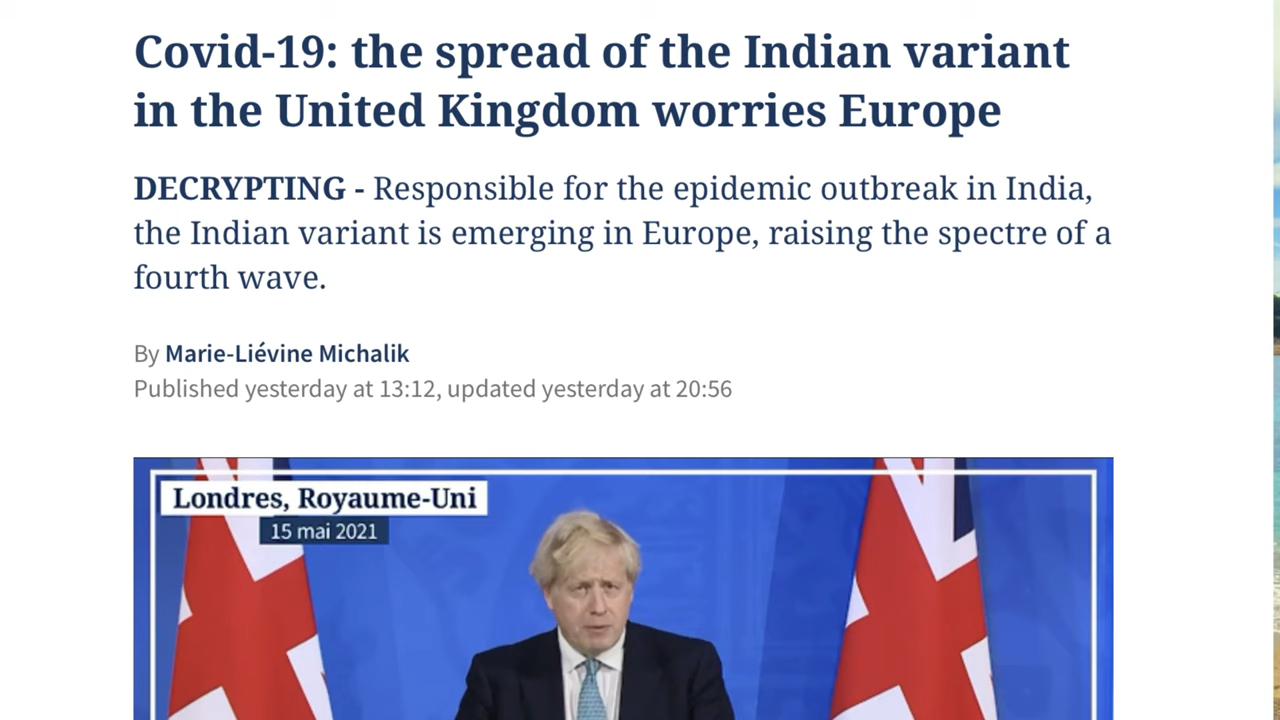 Covid-19: the spread of the Indian variant
in the United Kingdom worries Europe
DECRYPTING - Responsible for the epidemic outbreak in India,
the Indian variant is emerging in Europe, raising the spectre of a
fourth wave.
By Marie-Liévine Michalik
Published yesterday at 13:12, updated yesterday at 20:56
Londres, Royaume-Uni
15 mai 2021